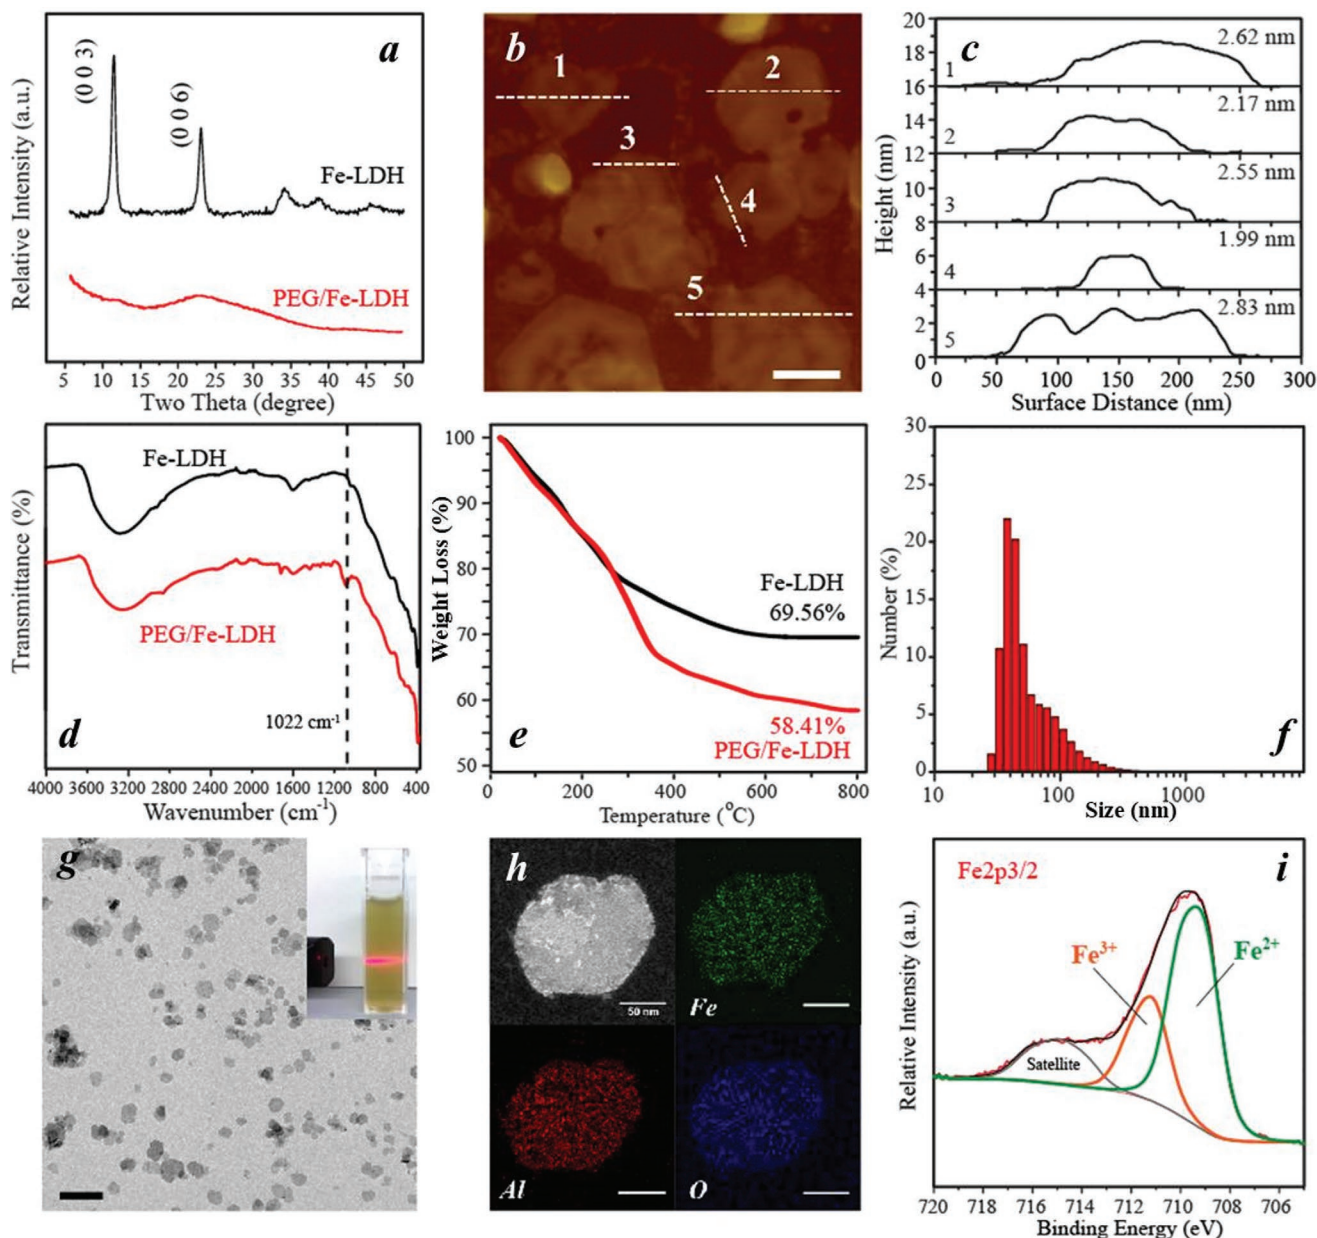 a
Relative Intensity (a.u.)
(0 0 3)
(0 0 6)
Fe-LDH
PEG/Fe-LDH
5 10 15 20 25 30 35 40 45 50
Two Theta (degree)
b
1
2
3
4
5
c
Height (nm)
20
18
16
14
12
10
8
6
4
2
0
1 2.62 nm
2 2.17 nm
3 2.55 nm
4 1.99 nm
5 2.83 nm
0 50 100 150 200 250 300
Surface Distance (nm)
d
Transmittance (%)
Fe-LDH
PEG/Fe-LDH
1022 cm⁻¹
4000 3200 2400 1600 800 400
Wavenumber (cm⁻¹)
e
Weight Loss (%)
100
90
80
70
60
50
Fe-LDH
69.56%
58.41%
PEG/Fe-LDH
0 200 400 600 800
Temperature (°C)
f
Number (%)
30
25
20
15
10
5
0
10 100 1000
Size (nm)
g
h
50 nm
Fe
Al
O
i
Relative Intensity (a.u.)
Fe2p3/2
Fe³⁺
Fe²⁺
Satellite
720 718 716 714 712 710 708 706
Binding Energy (eV)